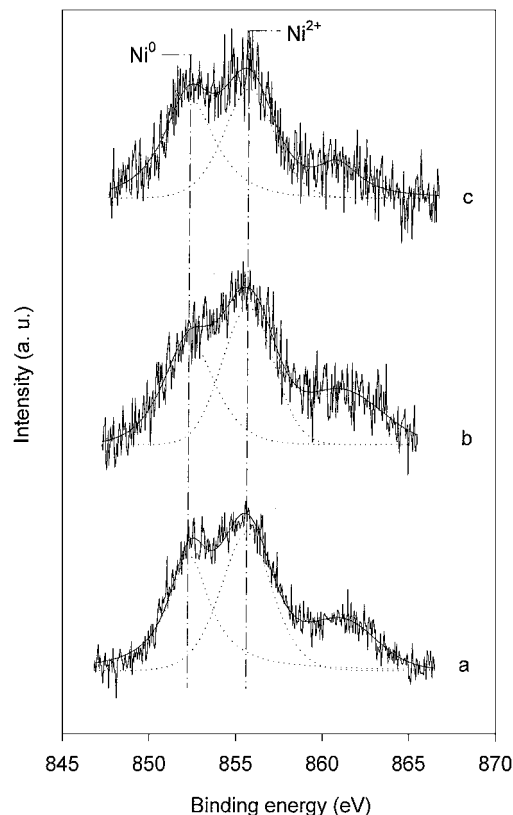 Ni⁰
Ni²⁺
c
b
a
Intensity (a. u.)
845 850 855 860 865 870
Binding energy (eV)